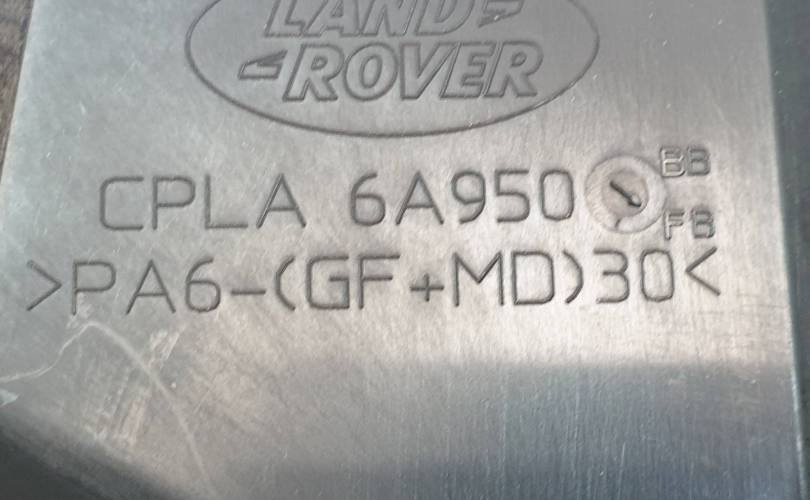 LAND
ROVER
CPLA 6A950 BB
FB
>PA6-(GF+MD)30<